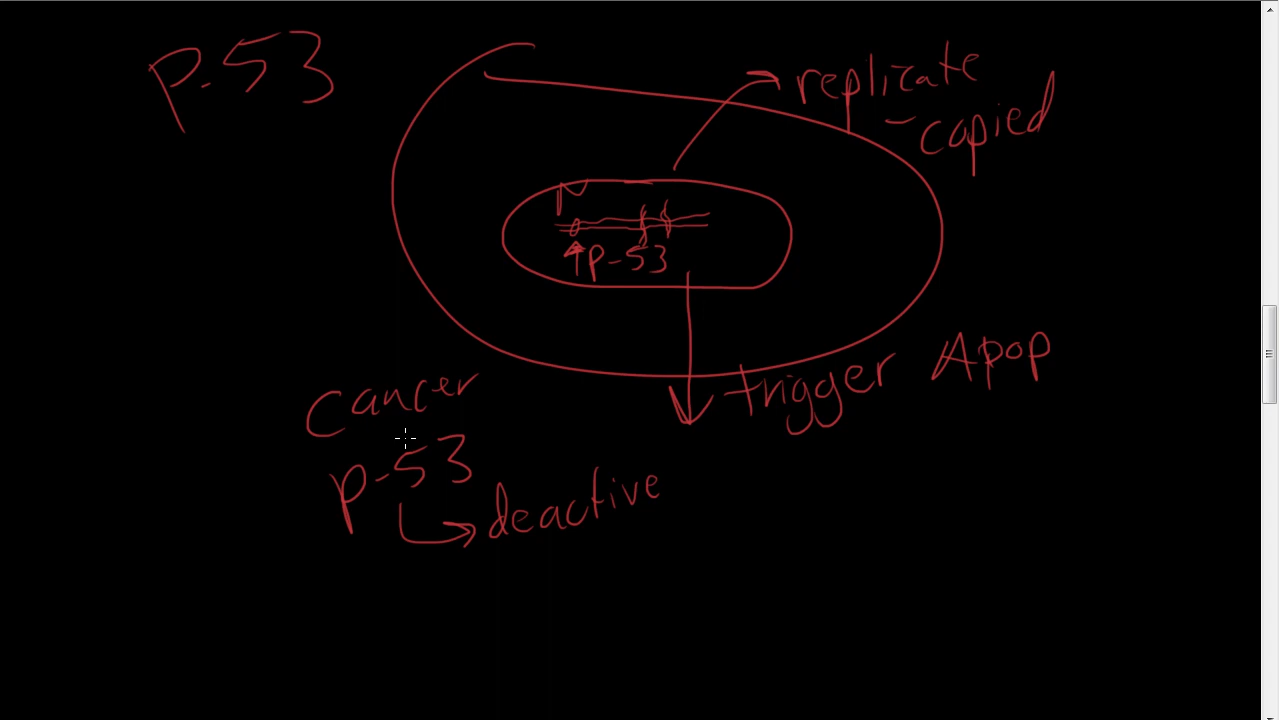 P-53
replicate
- copied
N
P-53
trigger Apop
cancer
p-53
deactive